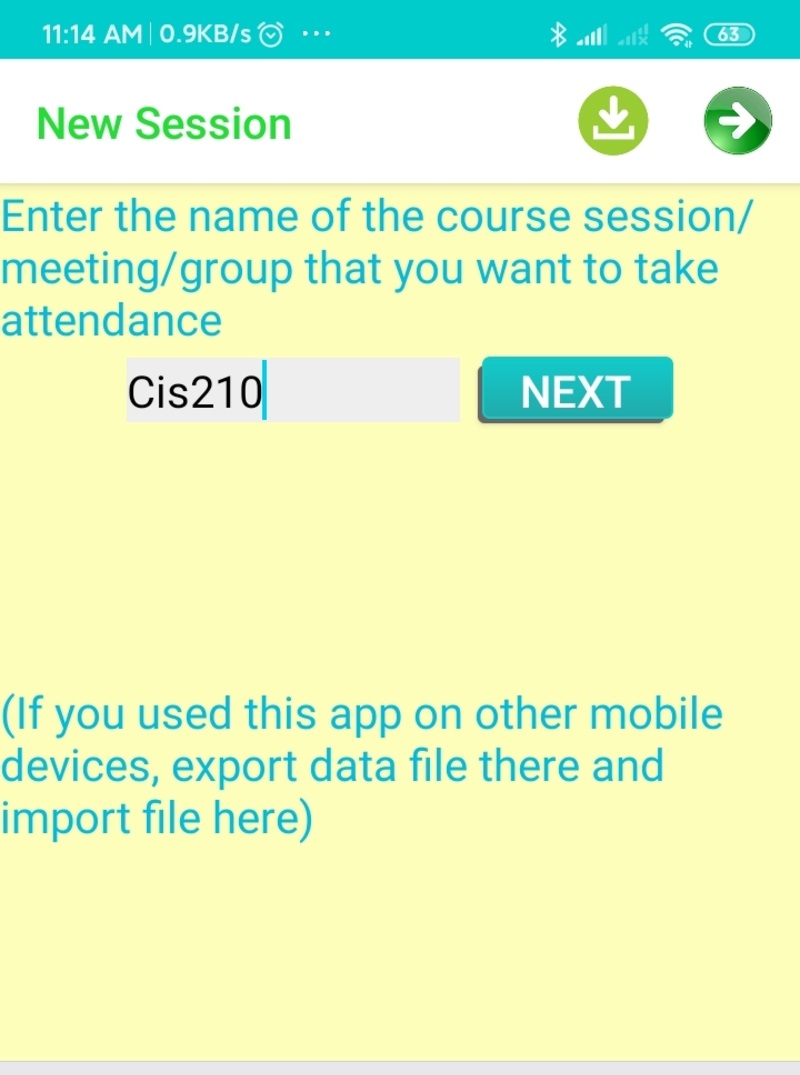 11:14 AM | 0.9KB/s ...
63
New Session
Enter the name of the course session/
meeting/group that you want to take
attendance
Cis210
NEXT
(If you used this app on other mobile
devices, export data file there and
import file here)